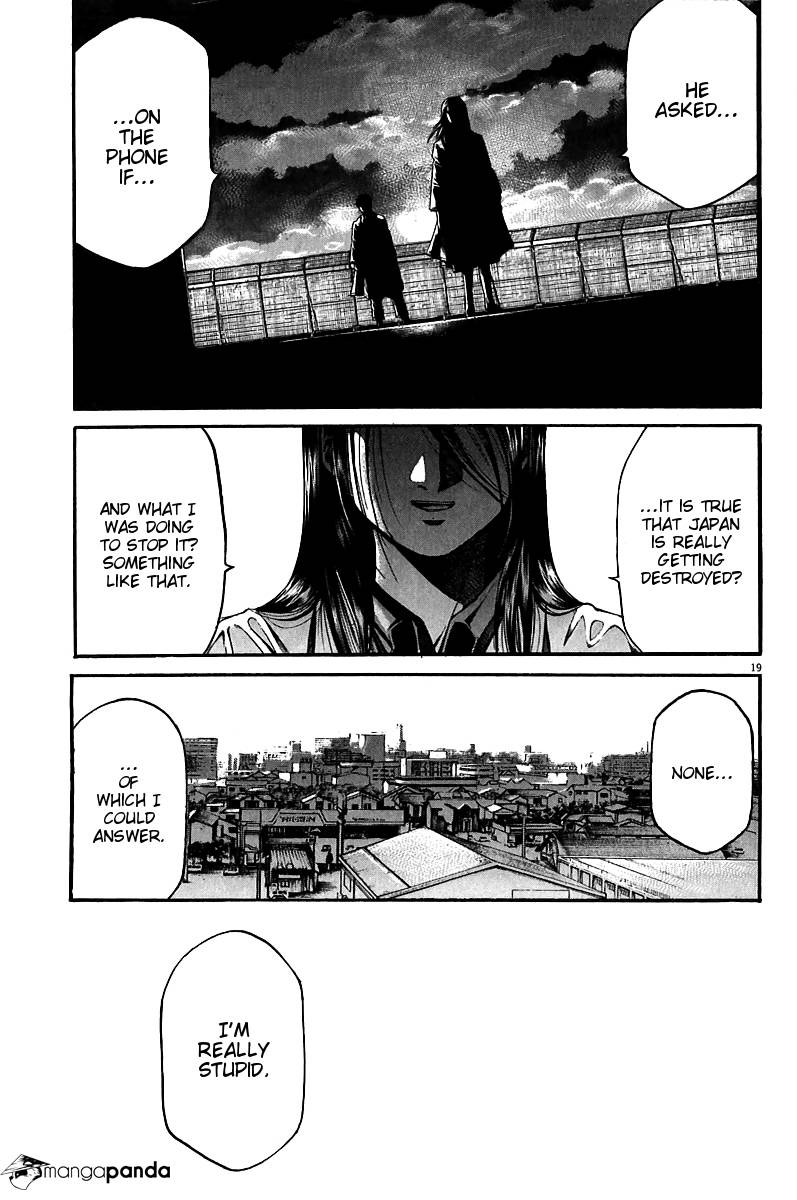 HE
ASKED...
...ON
THE
PHONE
IF...
...IT IS TRUE
THAT JAPAN
IS REALLY
GETTING
DESTROYED?
AND WHAT I
WAS DOING
TO STOP IT?
SOMETHING
LIKE THAT.
19
NONE...
...
OF
WHICH I
COULD
ANSWER.
I'M
REALLY
STUPID.
mangapanda